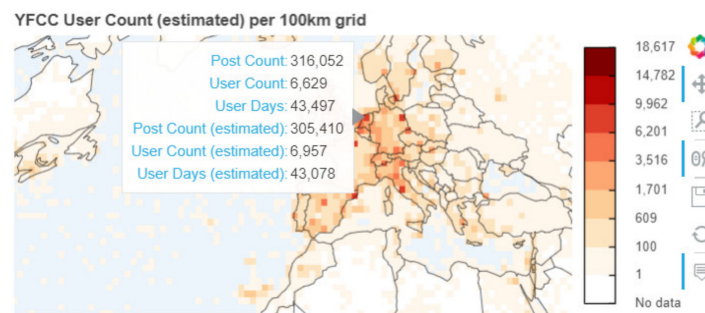 YFCC User Count (estimated) per 100km grid
Post Count: 316,052
User Count: 6,629
User Days: 43,497
Post Count (estimated): 305,410
User Count (estimated): 6,957
User Days (estimated): 43,078
18,617
14,782
9,962
6,201
3,516
1,701
609
100
1
No data